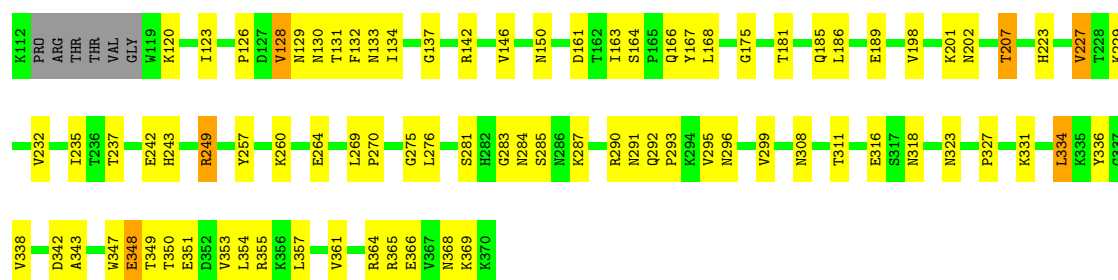 K112 PRO ARG THR THR VAL GLY W119 K120 I123 P126 D127 V128 N129 N130 T131 F132 N133 I134 G137 R142 V146 N150 D161 T162 I163 S164 P165 Q166 Y167 L168 G175 T181 Q185 L186 E189 V198 K201 N202 T207 H223 V227 T228 K229
V232 I235 T236 T237 E242 H243 R249 Y257 K260 E264 L269 P270 G275 L276 S281 H282 G283 N284 S285 N286 K287 R290 N291 Q292 P293 K294 V295 N296 V299 N308 T311 E316 S317 N318 N323 P327 K331 L334 K335 Y336 G337
V338 D342 A343 W347 E348 T349 T350 E351 D352 V353 L354 R355 K356 L357 V361 R364 R365 E366 V367 N368 K369 K370